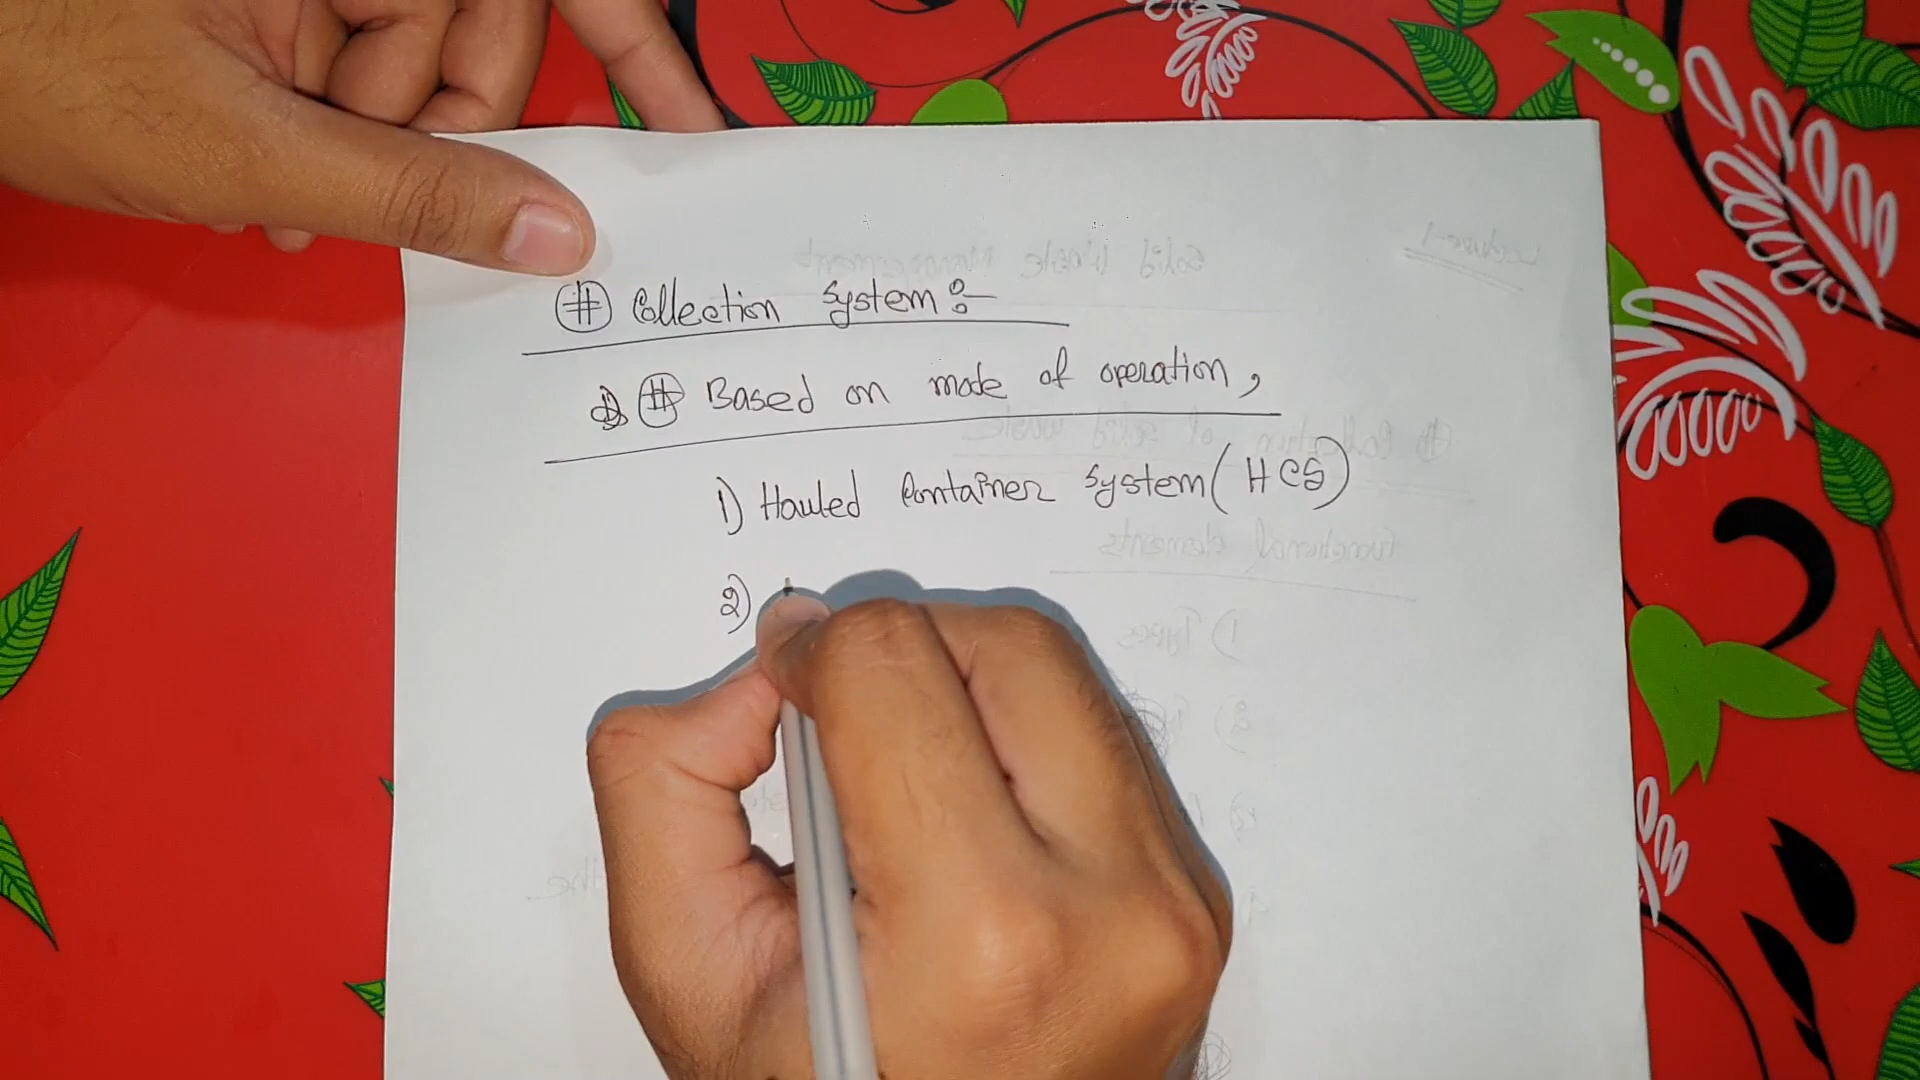 # Collection System :-
# Based on mode of operation,
1) Hauled Container System (HCS)
2)